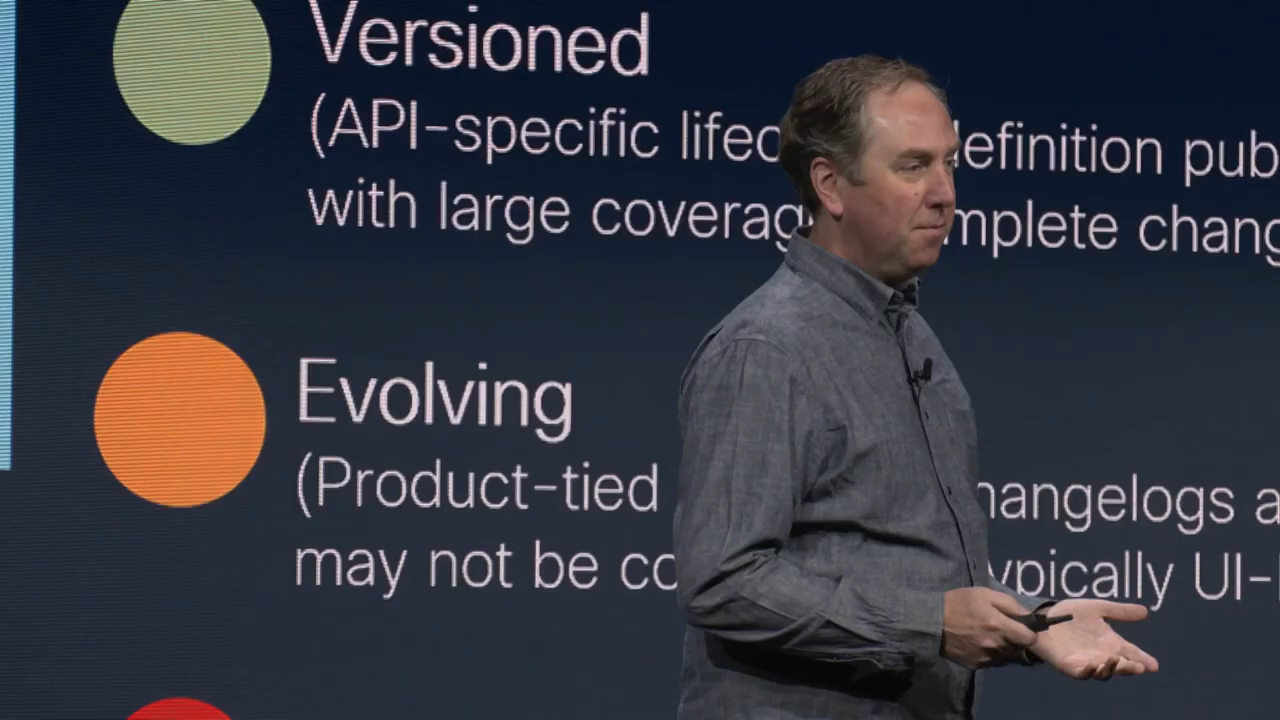 Versioned
(API-specific lifec definition pub
with large coverag mplete chang
Evolving
(Product-tied hangelogs a
may not be co ypically UI-